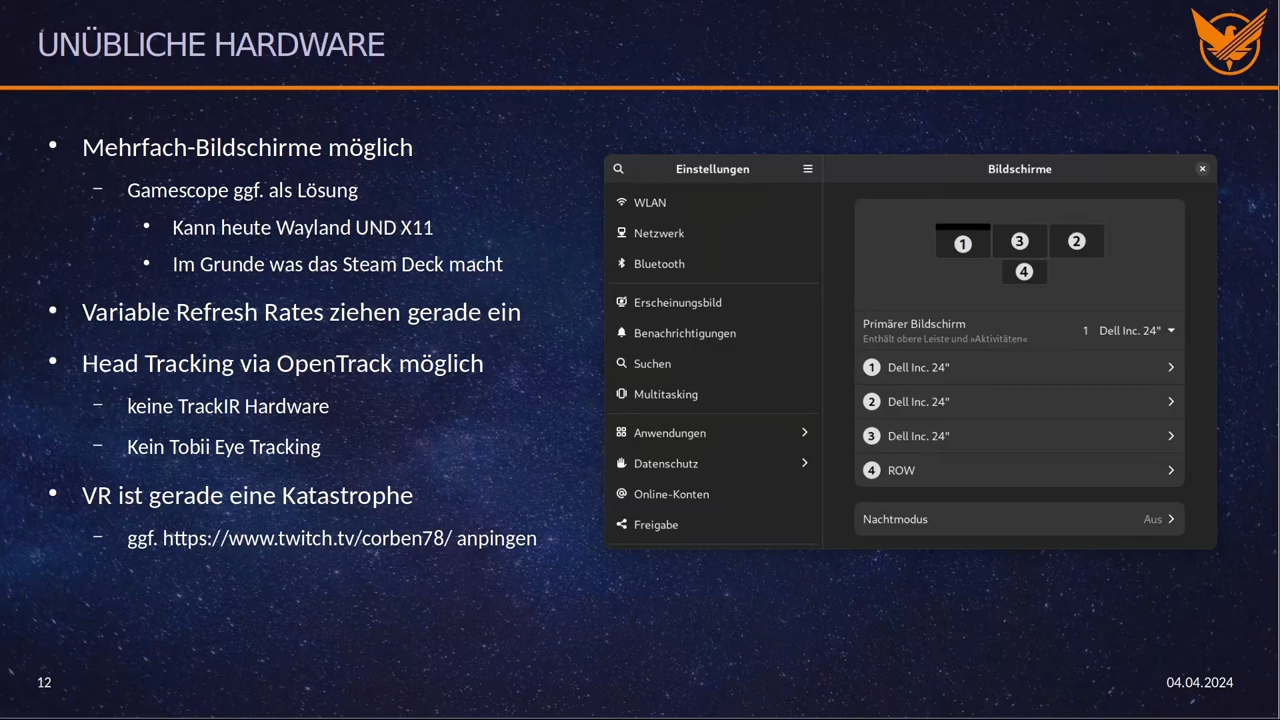 UNÜBLICHE HARDWARE
Mehrfach-Bildschirme möglich
Gamescope ggf. als Lösung
Kann heute Wayland UND X11
Im Grunde was das Steam Deck macht
Variable Refresh Rates ziehen gerade ein
Head Tracking via OpenTrack möglich
keine TrackIR Hardware
Kein Tobii Eye Tracking
VR ist gerade eine Katastrophe
ggf. https://www.twitch.tv/corben78/ anpingen
Einstellungen
WLAN
Netzwerk
Bluetooth
Erscheinungsbild
Benachrichtigungen
Suchen
Multitasking
Anwendungen
Datenschutz
Online-Konten
Freigabe
Bildschirme
1 3 2
4
Primärer Bildschirm 1 Dell Inc. 24"
Enthält obere Leiste und »Aktivitäten«
1 Dell Inc. 24"
2 Dell Inc. 24"
3 Dell Inc. 24"
4 ROW
Nachtmodus Aus
12
04.04.2024